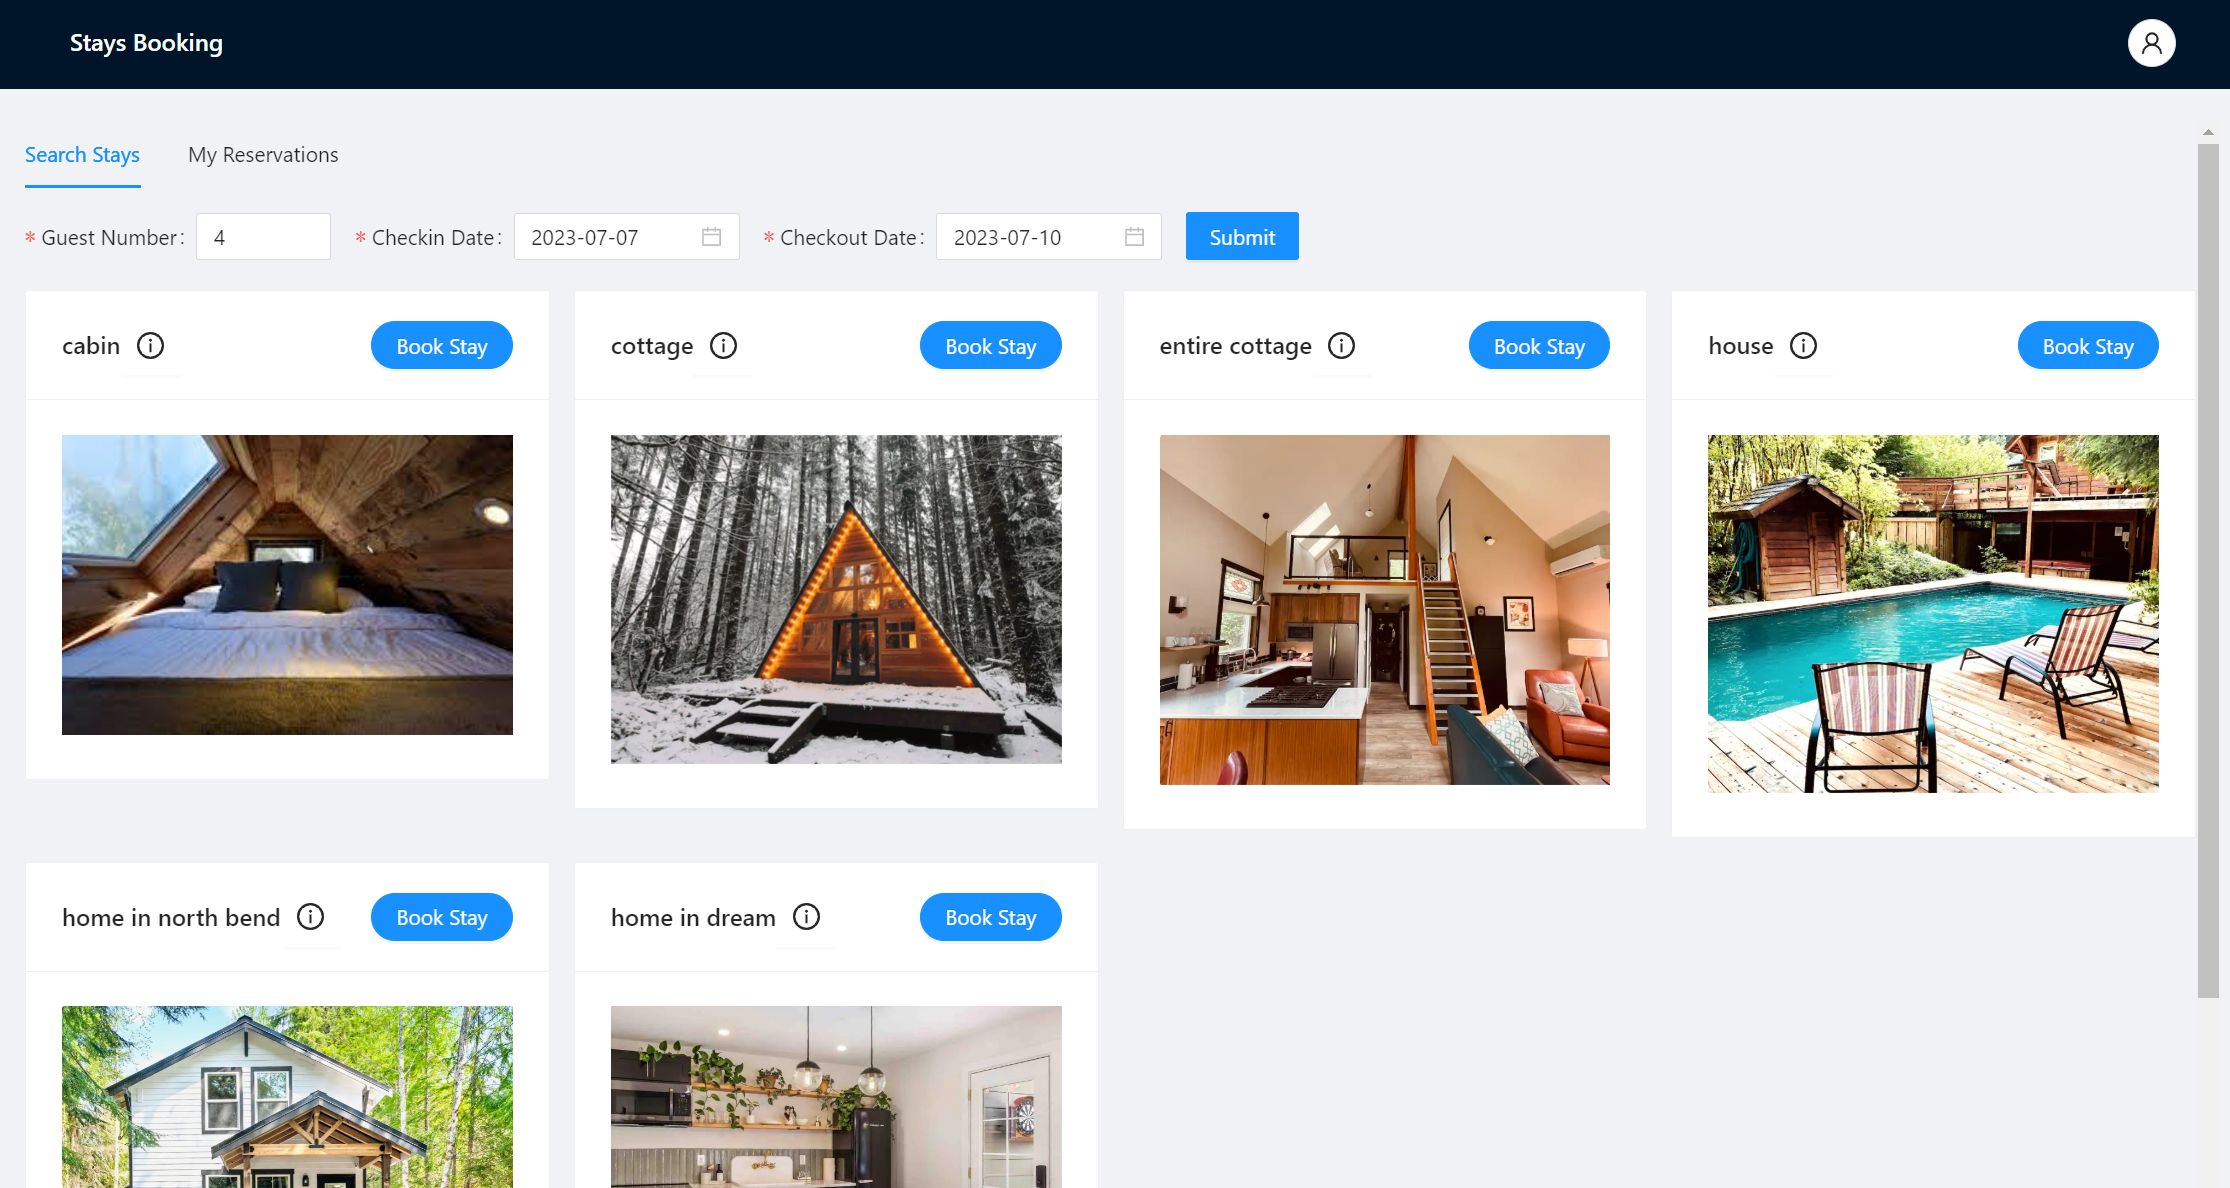 Stays Booking
Search Stays
My Reservations
* Guest Number: 4
* Checkin Date: 2023-07-07
* Checkout Date: 2023-07-10
Submit
cabin
Book Stay
cottage
Book Stay
entire cottage
Book Stay
house
Book Stay
home in north bend
Book Stay
home in dream
Book Stay